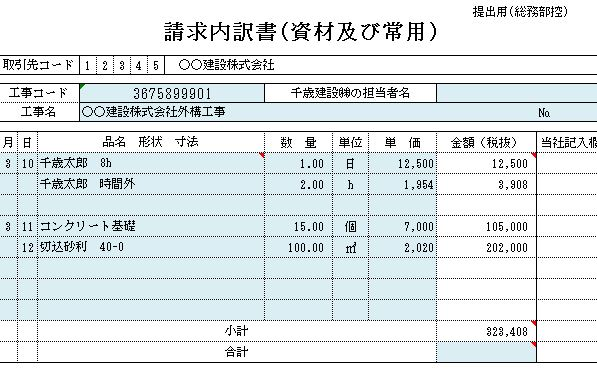 提出用(総務部控)
請求内訳書(資材及び常用)
取引先コード 1 2 3 4 5 〇〇建設株式会社
工事コード 3675899901 千歳建設㈱の担当者名
工事名 〇〇建設株式会社外構工事 №
月 日 品名 形状 寸法 数 量 単位 単 価 金額(税抜) 当社記入欄
3 10 千歳太郎 8h 1.00 日 12,500 12,500
千歳太郎 時間外 2.00 h 1,954 3,908
3 11 コンクリート基礎 15.00 個 7,000 105,000
12 切込砂利 40-0 100.00 ㎥ 2,020 202,000
小計 323,408
合計